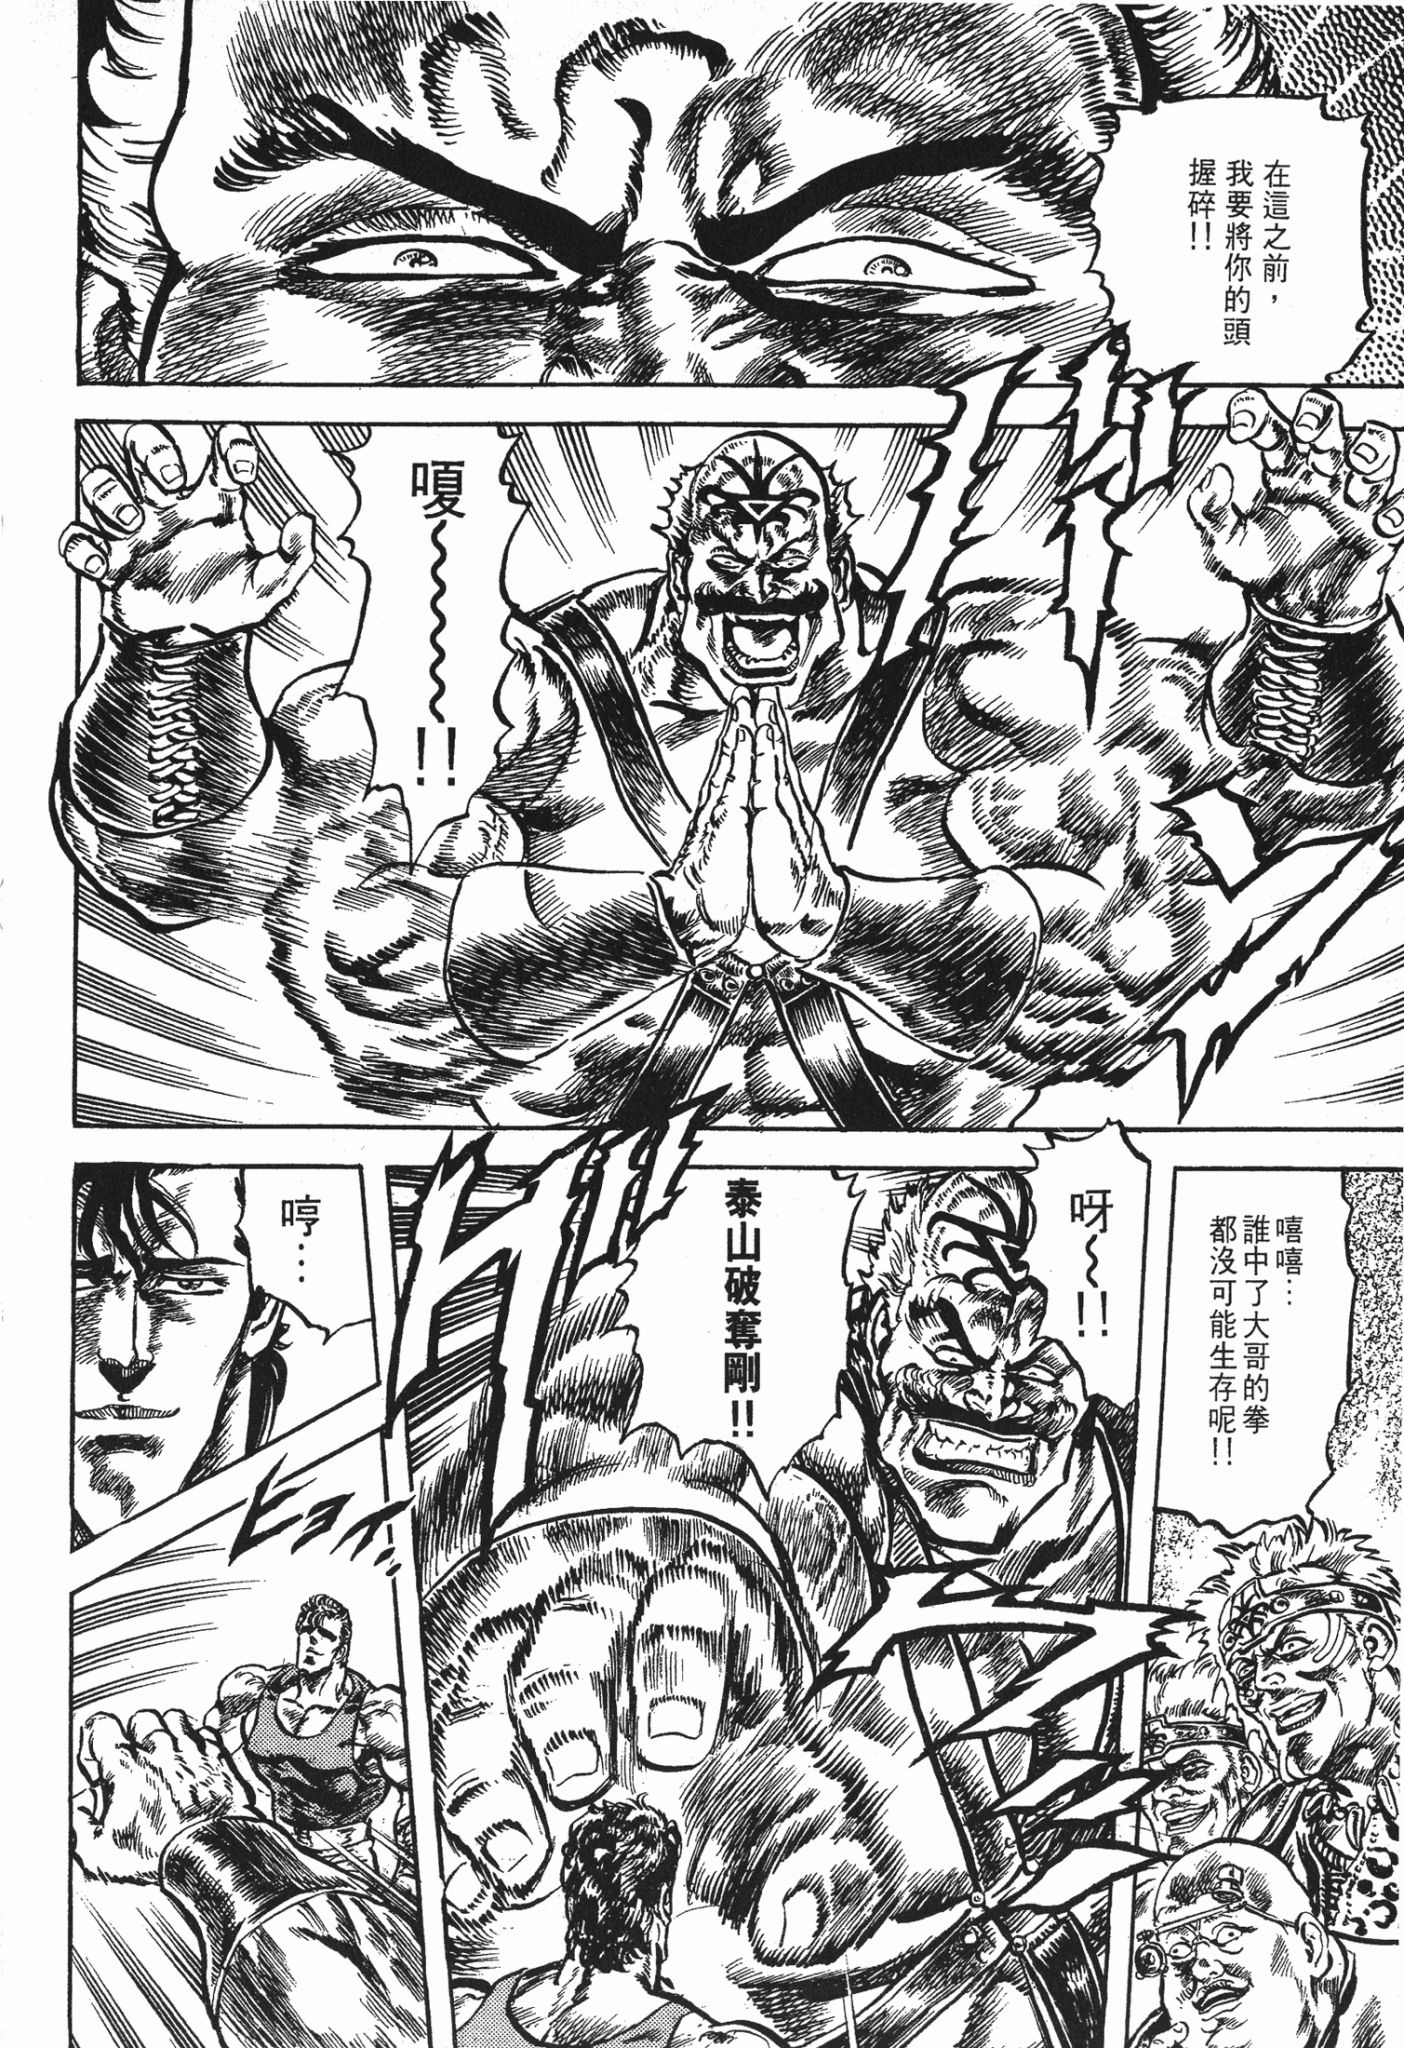 在這之前，
我要將你的頭
握碎!!
嗄～～～～!!
嘻嘻…
誰中了大哥的拳
都沒可能生存呢!!
呀～!!
泰山破奪剛!!
哼…
ヒョー